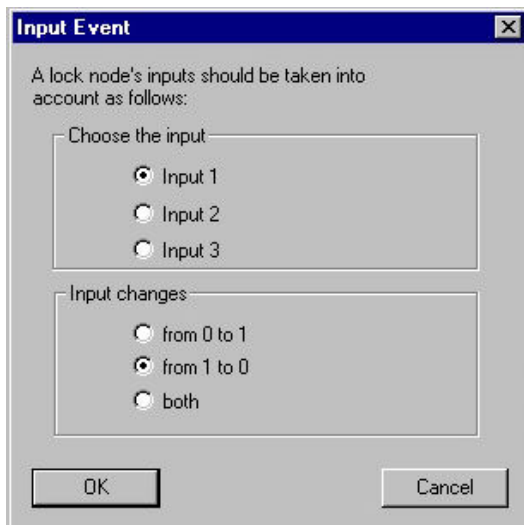 Input Event
A lock node's inputs should be taken into
account as follows:
Choose the input
Input 1
Input 2
Input 3
Input changes
from 0 to 1
from 1 to 0
both
OK
Cancel